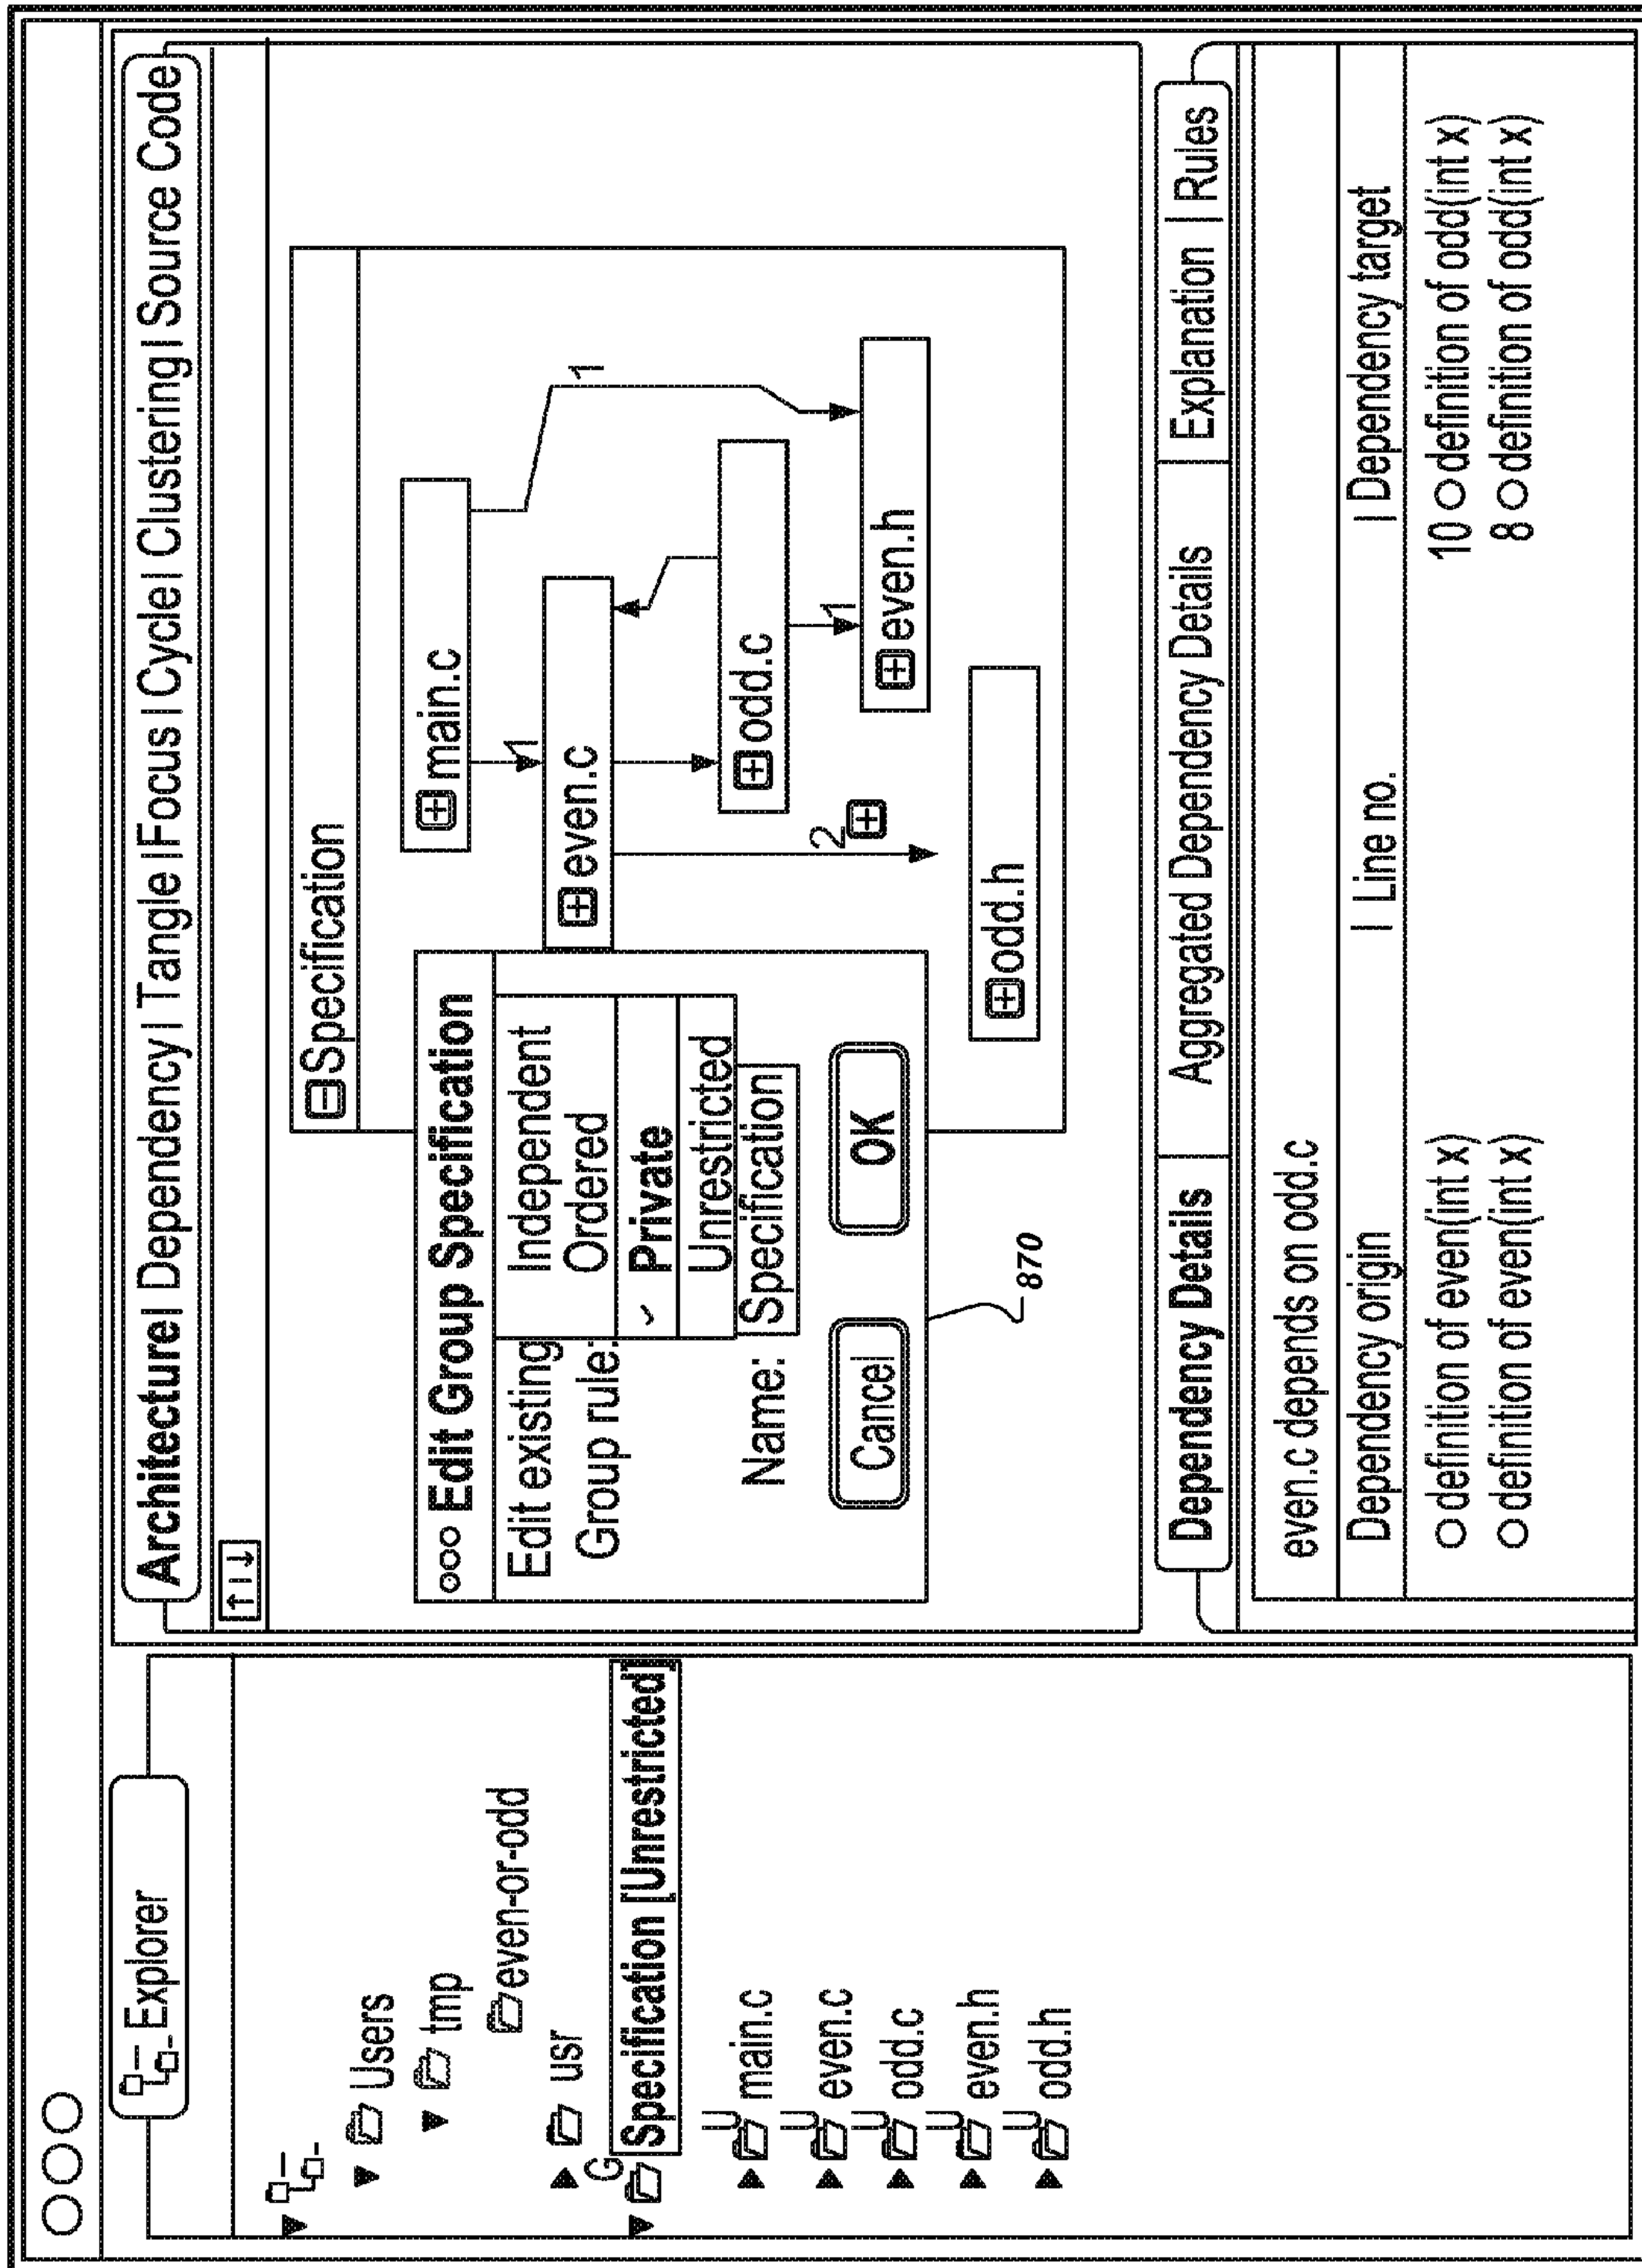 Explorer
Users
tmp
even-or-odd
usr
G
Specification [Unrestricted]
main.c
even.c
odd.c
even.h
odd.h
Architecture| Dependency| Tangle |Focus |Cycle| Clustering| Source Code
Specification
main.c
1
1
even.c
odd.c
2
1
even.h
odd.h
Edit Group Specification
Edit existing
Group rule:
Independent
Ordered
✓ Private
Unrestricted
Name: Specification
Cancel OK
870
Dependency Details Aggregated Dependency Details Explanation | Rules
even.c depends on odd.c
Dependency origin | Line no. | Dependency target
definition of even(int x) 10 definition of odd(int x)
definition of even(int x) 8 definition of odd(int x)